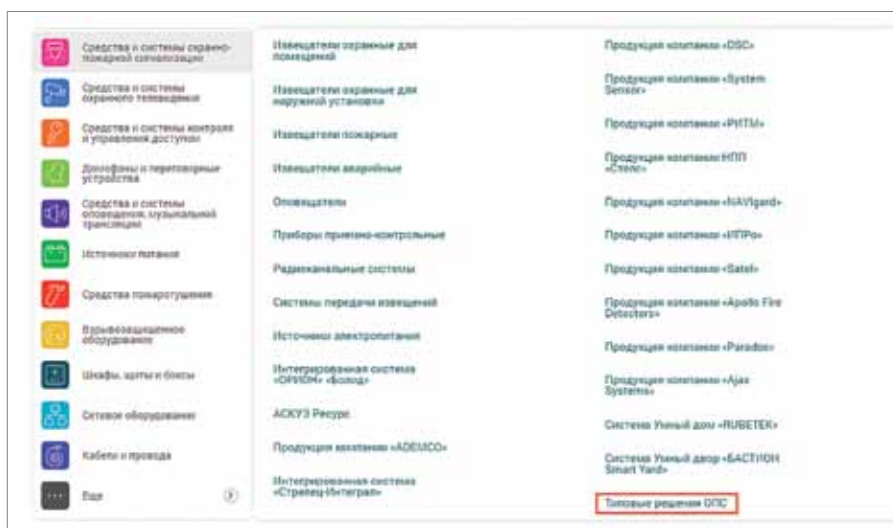 Средства и системы охранно-
пожарной сигнализации
Средства и системы
охранного телевидения
Средства и системы контроля
и управления доступом
Домофоны и переговорные
устройства
Средства и системы
оповещения, музыкальной
трансляции
Источники питания
Средства пожаротушения
Взрывозащищенное
оборудование
Шкафы, щиты и боксы
Сетевое оборудование
Кабели и провода
Еще
Извещатели охранные для
помещений
Извещатели охранные для
наружной установки
Извещатели пожарные
Извещатели аварийные
Оповещатели
Приборы приемно-контрольные
Радиоканальные системы
Системы передачи извещений
Источники электропитания
Интегрированная система
«ОРИОН» «Болид»
АСКУЭ Ресурс
Продукция компании «ADEMCO»
Интегрированная система
«Стрелец-Интеграл»
Продукция компании «DSC»
Продукция компании «System
Sensor»
Продукция компании «РИТМ»
Продукция компании НПП
«Стелс»
Продукция компании «NAVIgard»
Продукция компании «ИПРо»
Продукция компании «Satel»
Продукция компании «Apollo Fire
Detectors»
Продукция компании «Paradox»
Продукция компании «Ajax
Systems»
Система Умный дом «RUBETEK»
Система Умный двор «БАСТИОН
Smart Yard»
Типовые решения ОПС